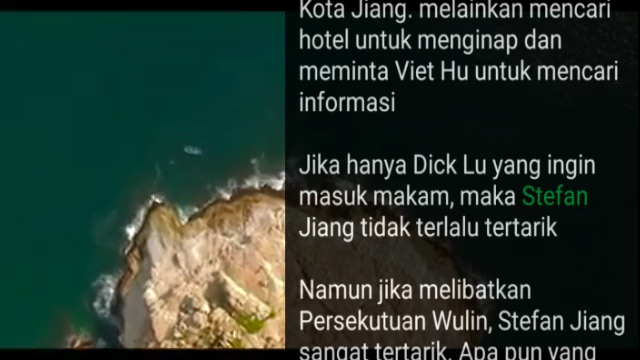 Kota Jiang. melainkan mencari
hotel untuk menginap dan
meminta Viet Hu untuk mencari
informasi
Jika hanya Dick Lu yang ingin
masuk makam, maka Stefan
Jiang tidak terlalu tertarik
Namun jika melibatkan
Persekutuan Wulin, Stefan Jiang
sangat tertarik. Apa pun yang